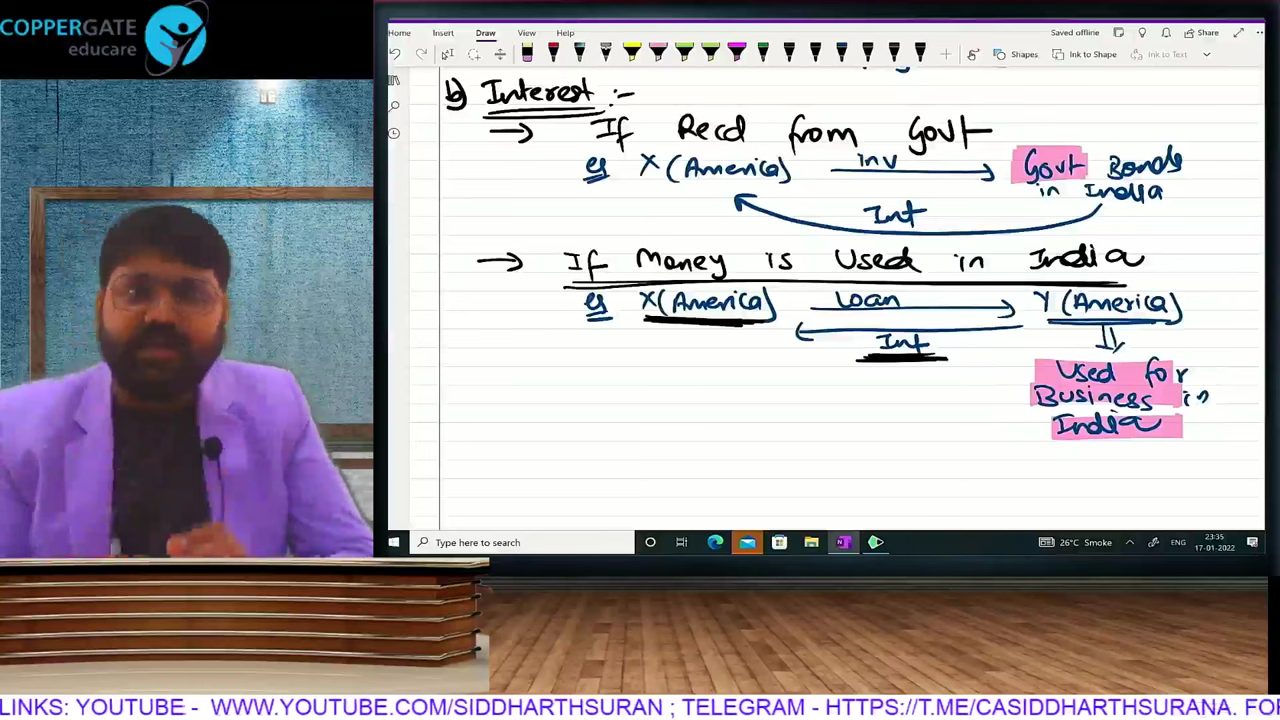 COPPERGATE
educare
Home Insert Draw View Help
Saved offline
Share
Shapes
Ink to Shape
Ink to Text
b) Interest :-
→ If Recd from Govt
eg X (America) inv → Govt Bonds
in India
Int
→ If Money is Used in India
eg X (America) Loan → Y (America)
Int
Used for
Business in
India
Type here to search
26°C Smoke
ENG
23:35
17-01-2022
LINKS: YOUTUBE - WWW.YOUTUBE.COM/SIDDHARTHSURAN ; TELEGRAM - HTTPS://T.ME/CASIDDHARTHSURANA. FO